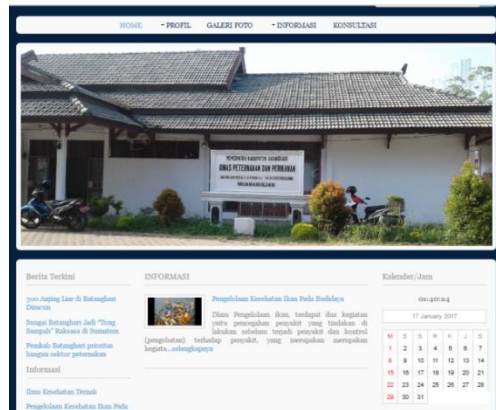 HOME PROFIL GALERI FOTO INFORMASI KONSULTASI
DINAS PETERNAKAN DAN PERIKANAN
Berita Terkini
300 Anjing Liar di Batanghari
Diracun
Sungai Batanghari Jadi "Tong
Sampah" Raksasa di Sumatera
Pemkab Batanghari prioritas
bangun sektor peternakan
Informasi
Ilmu Kesehatan Ternak
Pengelolaan Kesehatan Ikan Pada
INFORMASI
Pengelolaan Kesehatan Ikan Pada Budidaya
Dlam Pengelolaan ikan, terdapat dua kegiatan
yaitu pencegahan penyakit yang tindakan di
lakukan sebelum terjadi penyakit dan kontrol
(pengobatan) terhadap penyakit, yang merupakan merupakan
kegiata...selengkapnya
Kalender/Jam
17 January 2017
M S S R K J S
1 2 3 4 5 6 7
8 9 10 11 12 13 14
15 16 17 18 19 20 21
22 23 24 25 26 27 28
29 30 31